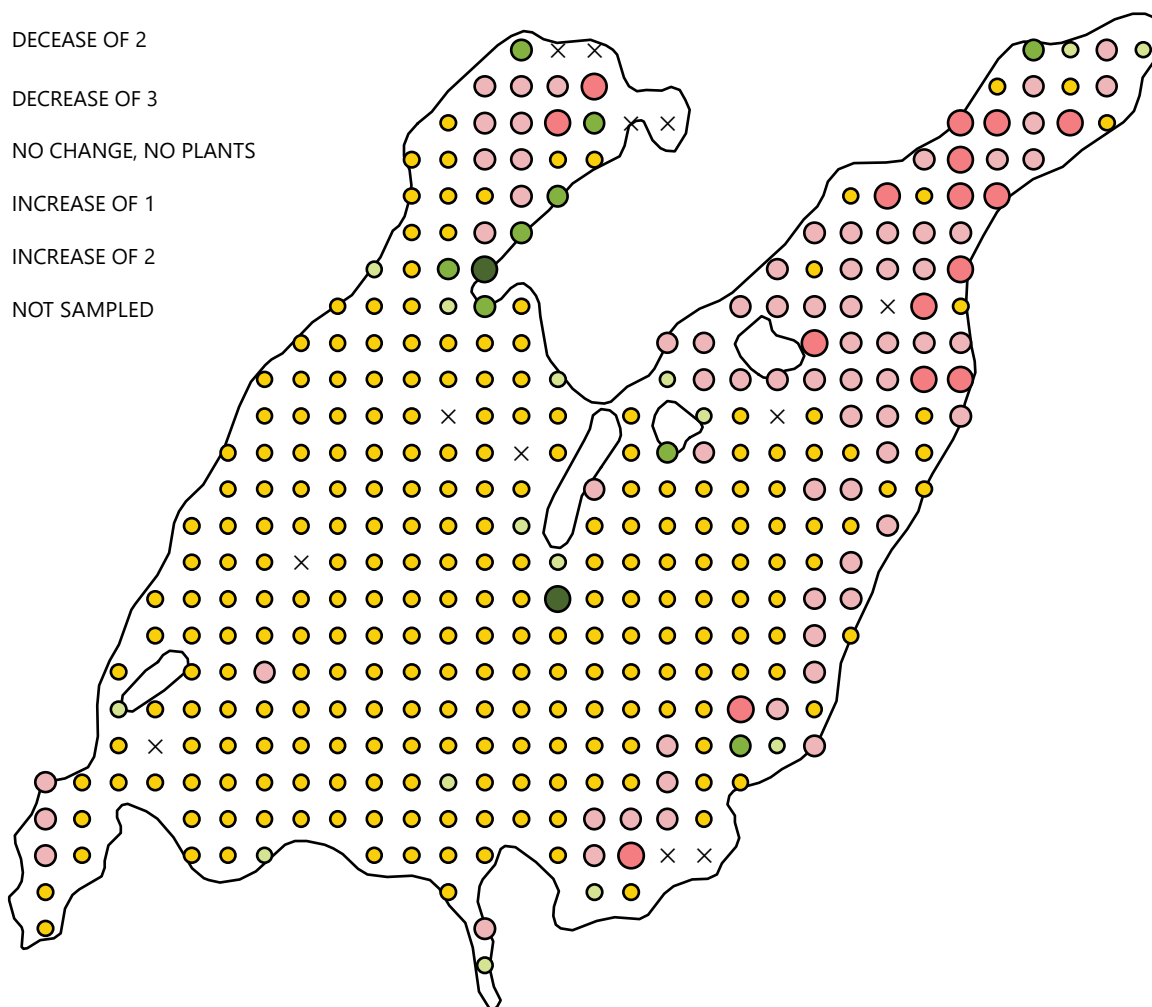 DECEASE OF 2
DECREASE OF 3
NO CHANGE, NO PLANTS
INCREASE OF 1
INCREASE OF 2
NOT SAMPLED